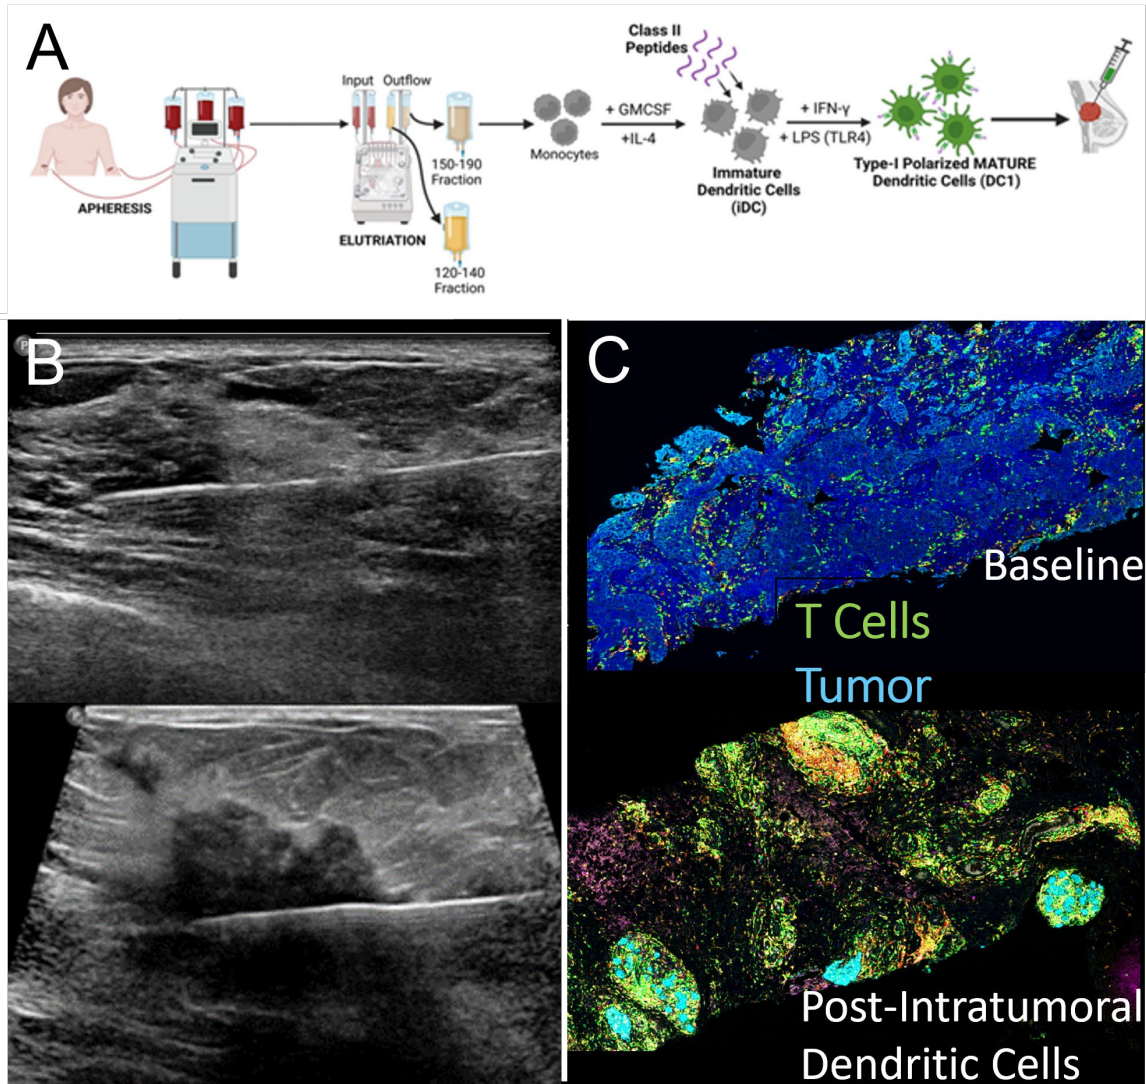 A
APHERESIS
Input Outflow
ELUTRIATION
150-190
Fraction
120-140
Fraction
Monocytes
+ GMCSF
+IL-4
Class II
Peptides
Immature
Dendritic Cells
(iDC)
+ IFN-γ
+ LPS (TLR4)
Type-I Polarized MATURE
Dendritic Cells (DC1)
B
P
C
Baseline
T Cells
Tumor
Post-Intratumoral
Dendritic Cells